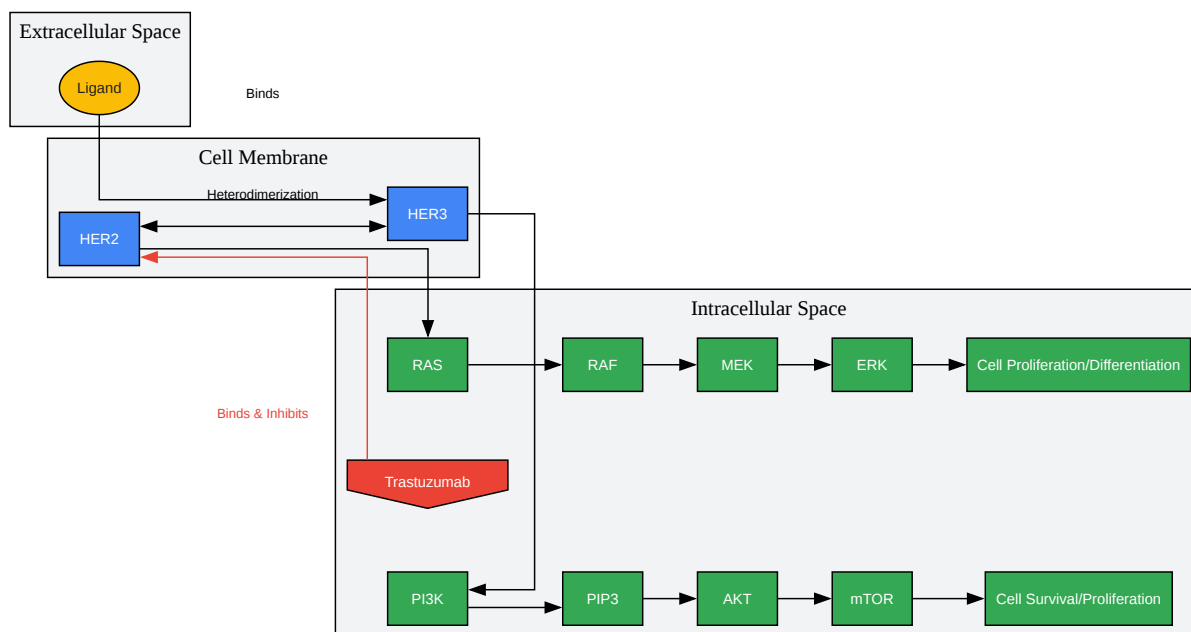 Extracellular Space
Ligand
Binds
Cell Membrane
Heterodimerization
HER3
HER2
Intracellular Space
RAS
RAF
MEK
ERK
Cell Proliferation/Differentiation
Binds & Inhibits
Trastuzumab
PI3K
PIP3
AKT
mTOR
Cell Survival/Proliferation